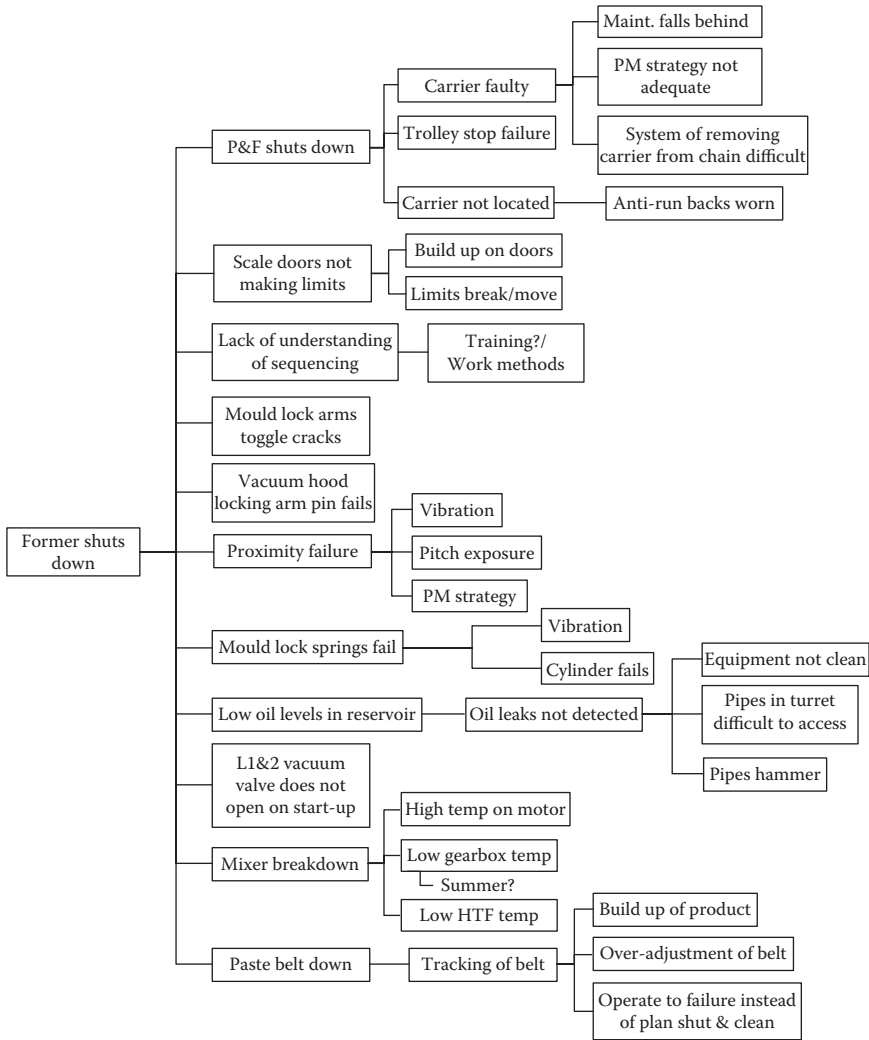 Maint. falls behind
Carrier faulty
PM strategy not
adequate
P&F shuts down
Trolley stop failure
System of removing
carrier from chain difficult
Carrier not located
Anti-run backs worn
Scale doors not
making limits
Build up on doors
Limits break/move
Lack of understanding
of sequencing
Training?/
Work methods
Mould lock arms
toggle cracks
Vacuum hood
locking arm pin fails
Former shuts
down
Proximity failure
Vibration
Pitch exposure
PM strategy
Mould lock springs fail
Vibration
Cylinder fails
Low oil levels in reservoir
Oil leaks not detected
Equipment not clean
Pipes in turret
difficult to access
Pipes hammer
L1&2 vacuum
valve does not
open on start-up
Mixer breakdown
High temp on motor
Low gearbox temp
Summer?
Low HTF temp
Paste belt down
Tracking of belt
Build up of product
Over-adjustment of belt
Operate to failure instead
of plan shut & clean